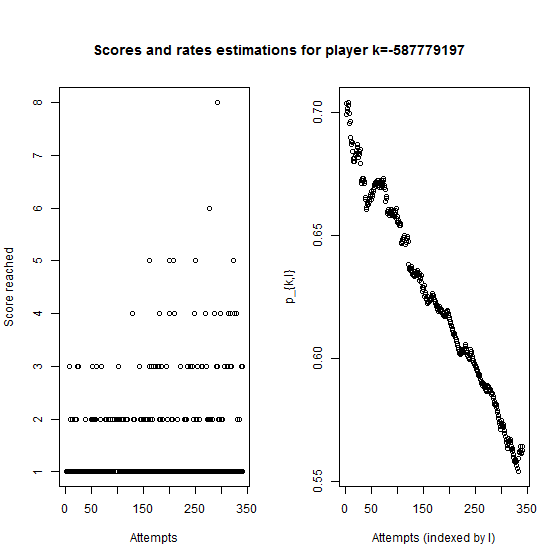 Scores and rates estimations for player k=-587779197
Score reached
8
7
6
5
4
3
2
1
0 50 150 250 350
Attempts
p_{k,l}
0.70
0.65
0.60
0.55
0 50 150 250 350
Attempts (indexed by l)